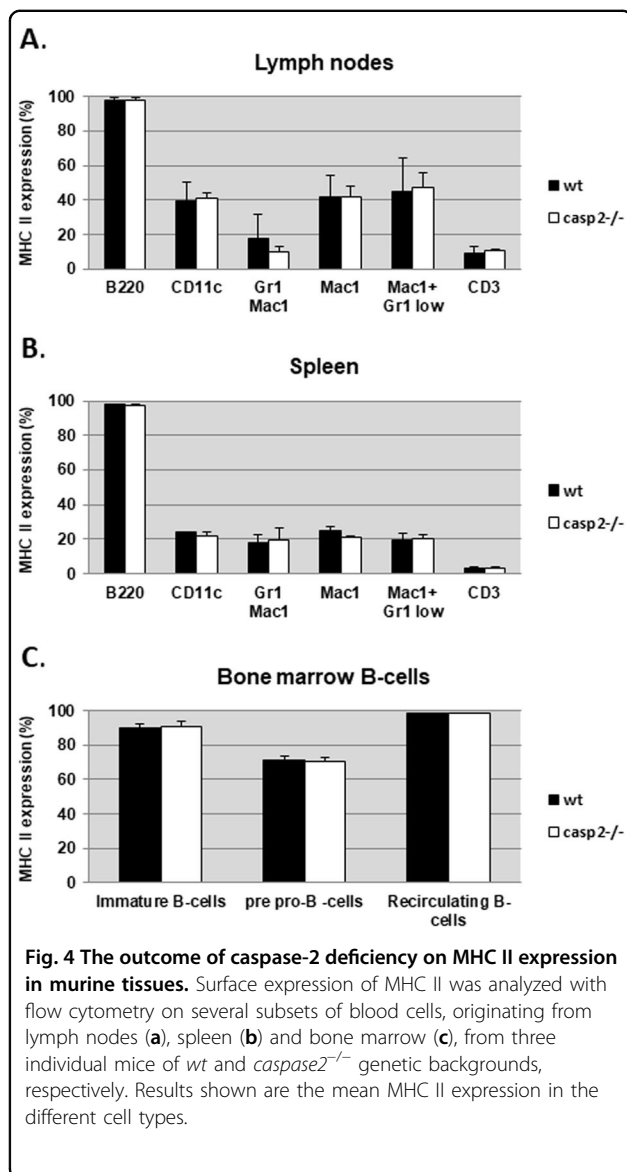 A.
Lymph nodes
MHC II expression (%)
100
80
60
40
20
0
B220 CD11c Gr1 Mac1 Mac1+ CD3
Mac1 Gr1 low
wt
casp2-/-
B.
Spleen
MHC II expression (%)
100
80
60
40
20
0
B220 CD11c Gr1 Mac1 Mac1+ CD3
Mac1 Gr1 low
wt
casp2-/-
C.
Bone marrow B-cells
MHC II expression (%)
100
80
60
40
20
0
Immature B-cells pre pro-B -cells Recirculating B-
cells
wt
casp2-/-
Fig. 4 The outcome of caspase-2 deficiency on MHC II expression
in murine tissues. Surface expression of MHC II was analyzed with
flow cytometry on several subsets of blood cells, originating from
lymph nodes (a), spleen (b) and bone marrow (c), from three
individual mice of wt and caspase2−/− genetic backgrounds,
respectively. Results shown are the mean MHC II expression in the
different cell types.